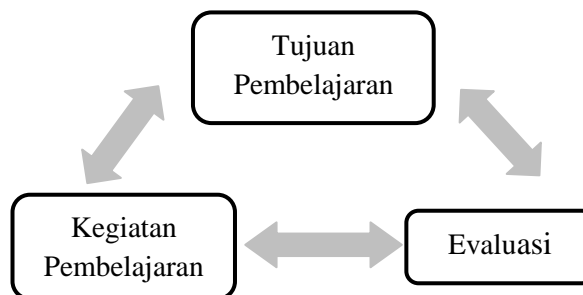 Tujuan
Pembelajaran
Kegiatan
Pembelajaran
Evaluasi